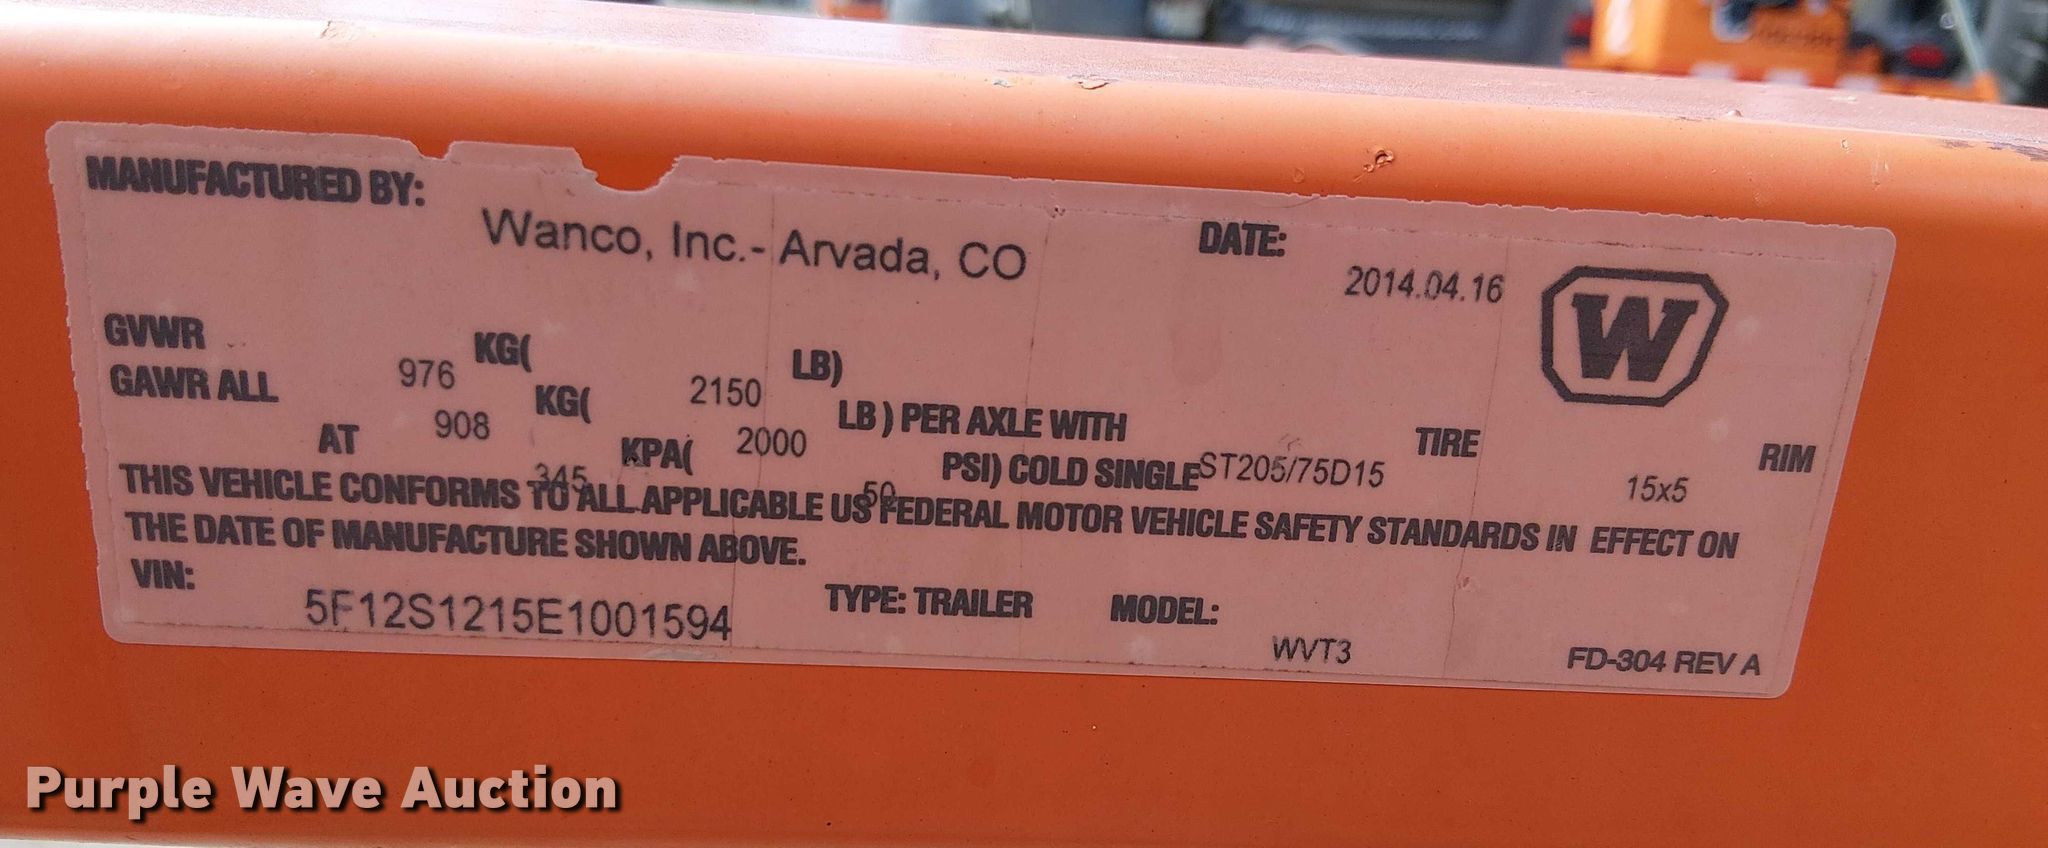 MANUFACTURED BY: Wanco, Inc.- Arvada, CO DATE: 2014.04.16 W
GVWR 976 KG( 2150 LB)
GAWR ALL 908 KG( 2000 LB ) PER AXLE WITH ST205/75D15 TIRE 15x5 RIM
AT 345 KPA( 50 PSI) COLD SINGLE
THIS VEHICLE CONFORMS TO ALL APPLICABLE US FEDERAL MOTOR VEHICLE SAFETY STANDARDS IN EFFECT ON
THE DATE OF MANUFACTURE SHOWN ABOVE.
VIN: 5F12S1215E1001594 TYPE: TRAILER MODEL: WVT3 FD-304 REV A
Purple Wave Auction